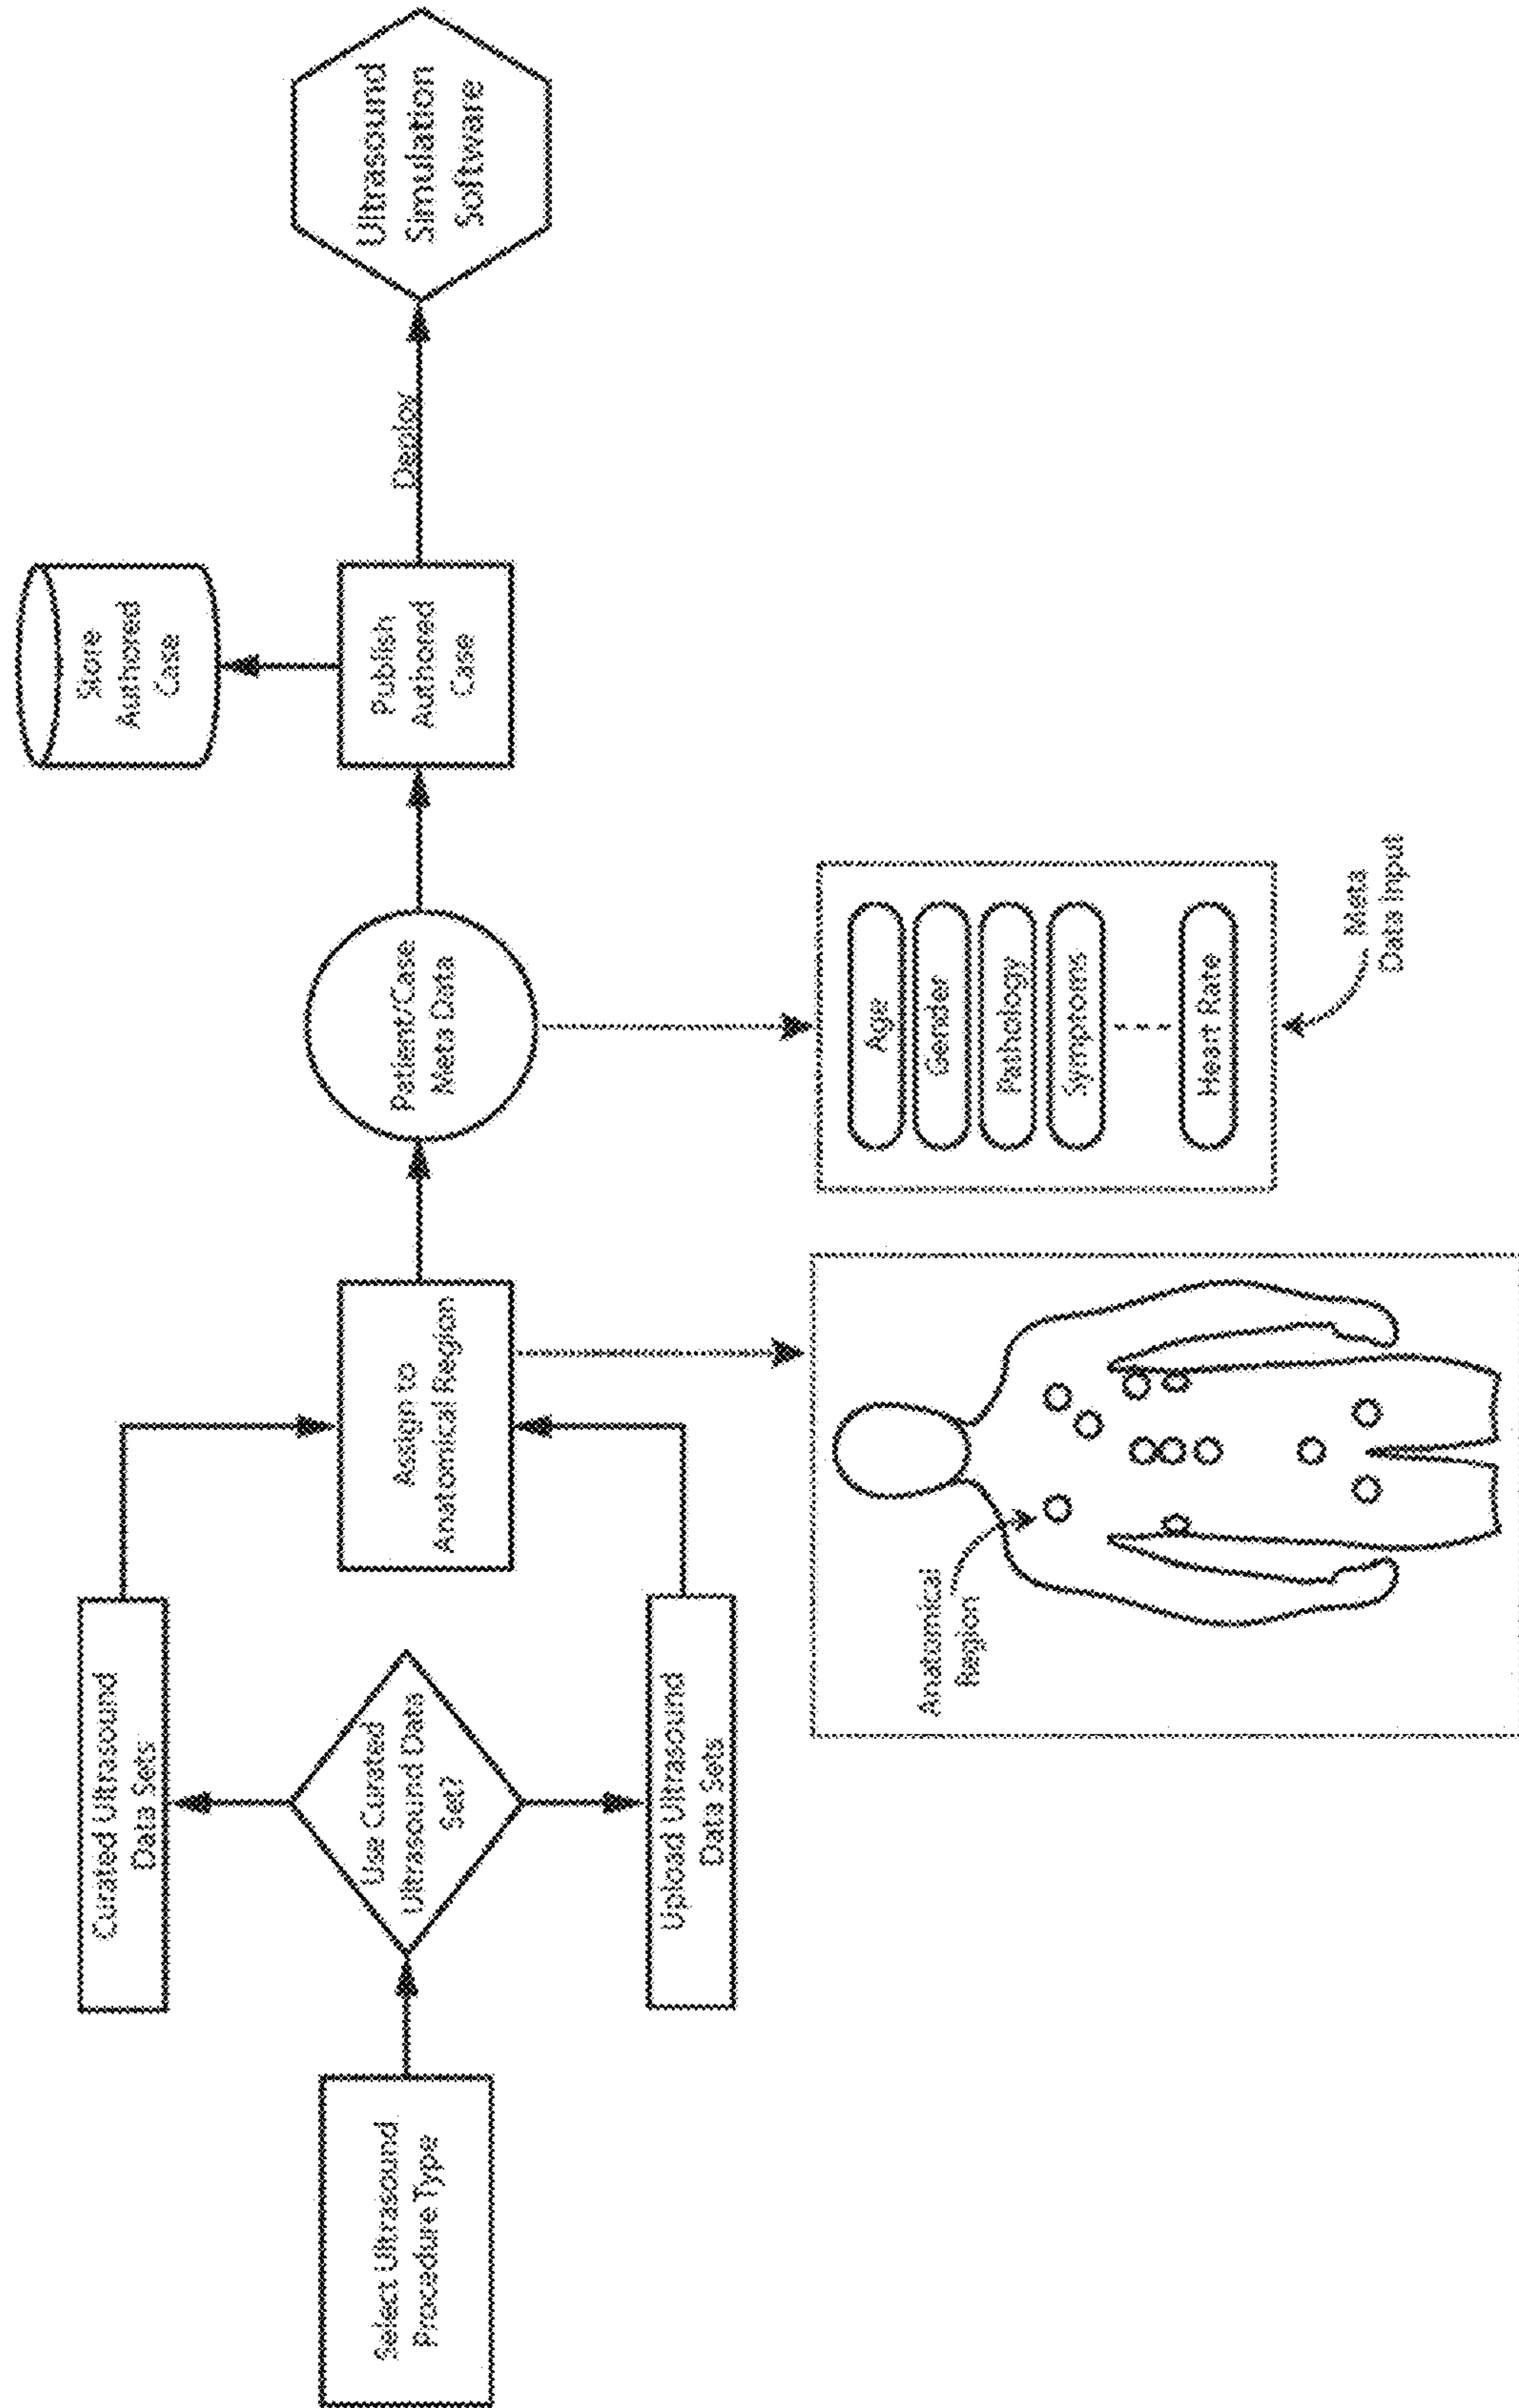 Select Ultrasound
Procedure Type
Use Curated
Ultrasound Data
Set?
Curated Ultrasound
Data Sets
Upload Ultrasound
Data Sets
Assign to
Anatomical Region
Anatomical
Region
Patient/Case
Meta Data
Age
Gender
Pathology
Symptoms
Heart Rate
Meta
Data Input
Publish
Authored
Case
Store
Authored
Case
Deploy
Ultrasound
Simulation
Software